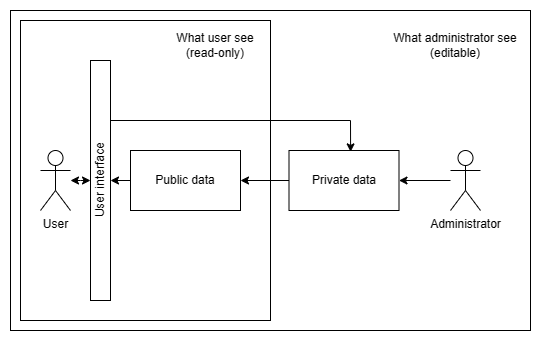 What user see
(read-only)
What administrator see
(editable)
User interface
Public data
Private data
User
Administrator